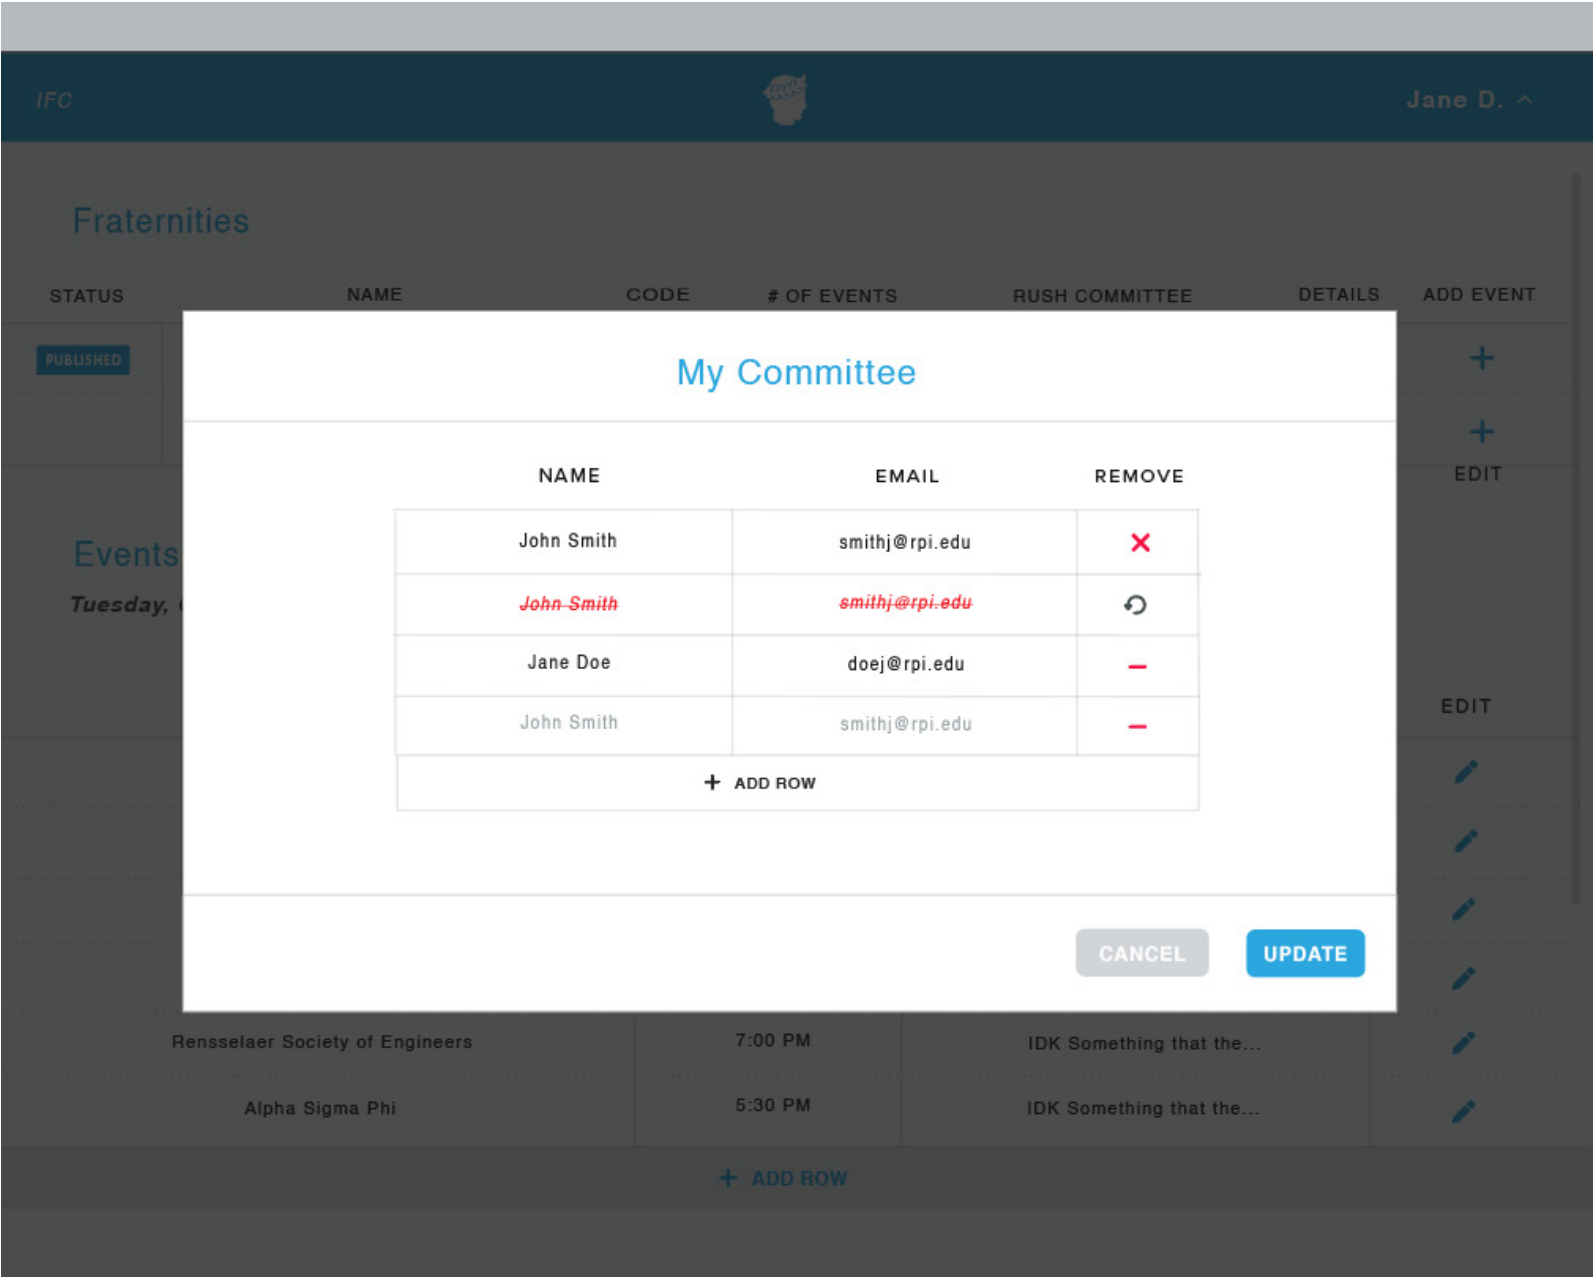 IFC
Jane D.
Fraternities
STATUS NAME CODE # OF EVENTS RUSH COMMITTEE DETAILS ADD EVENT
PUBLISHED
My Committee
NAME EMAIL REMOVE
EDIT
John Smith smithj@rpi.edu
Events
John Smith smithj@rpi.edu
Tuesday,
Jane Doe doej@rpi.edu
EDIT
John Smith smithj@rpi.edu
+ ADD ROW
CANCEL UPDATE
Rensselaer Society of Engineers 7:00 PM IDK Something that the...
Alpha Sigma Phi 5:30 PM IDK Something that the...
+ ADD ROW